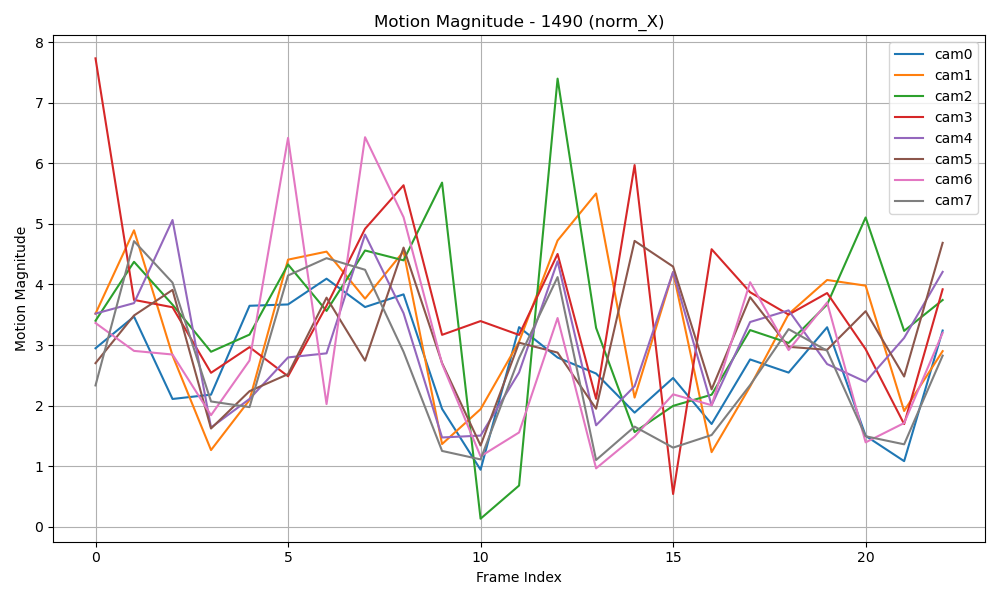 Motion Magnitude - 1490 (norm_X)
Motion Magnitude
8
7
6
5
4
3
2
1
0
cam0
cam1
cam2
cam3
cam4
cam5
cam6
cam7
0 5 10 15 20
Frame Index